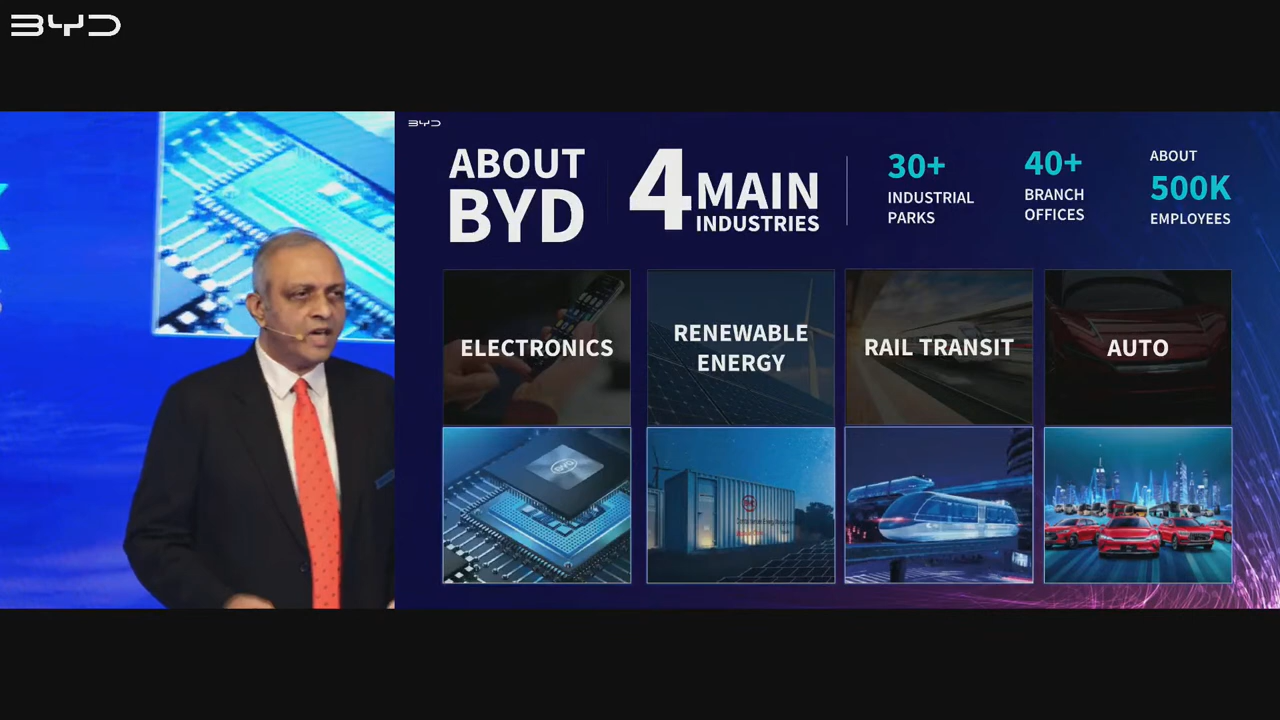 BYD
BYD
ABOUT
BYD
4 MAIN
INDUSTRIES
30+
INDUSTRIAL
PARKS
40+
BRANCH
OFFICES
ABOUT
500K
EMPLOYEES
ELECTRONICS
RENEWABLE
ENERGY
RAIL TRANSIT
AUTO
BYD